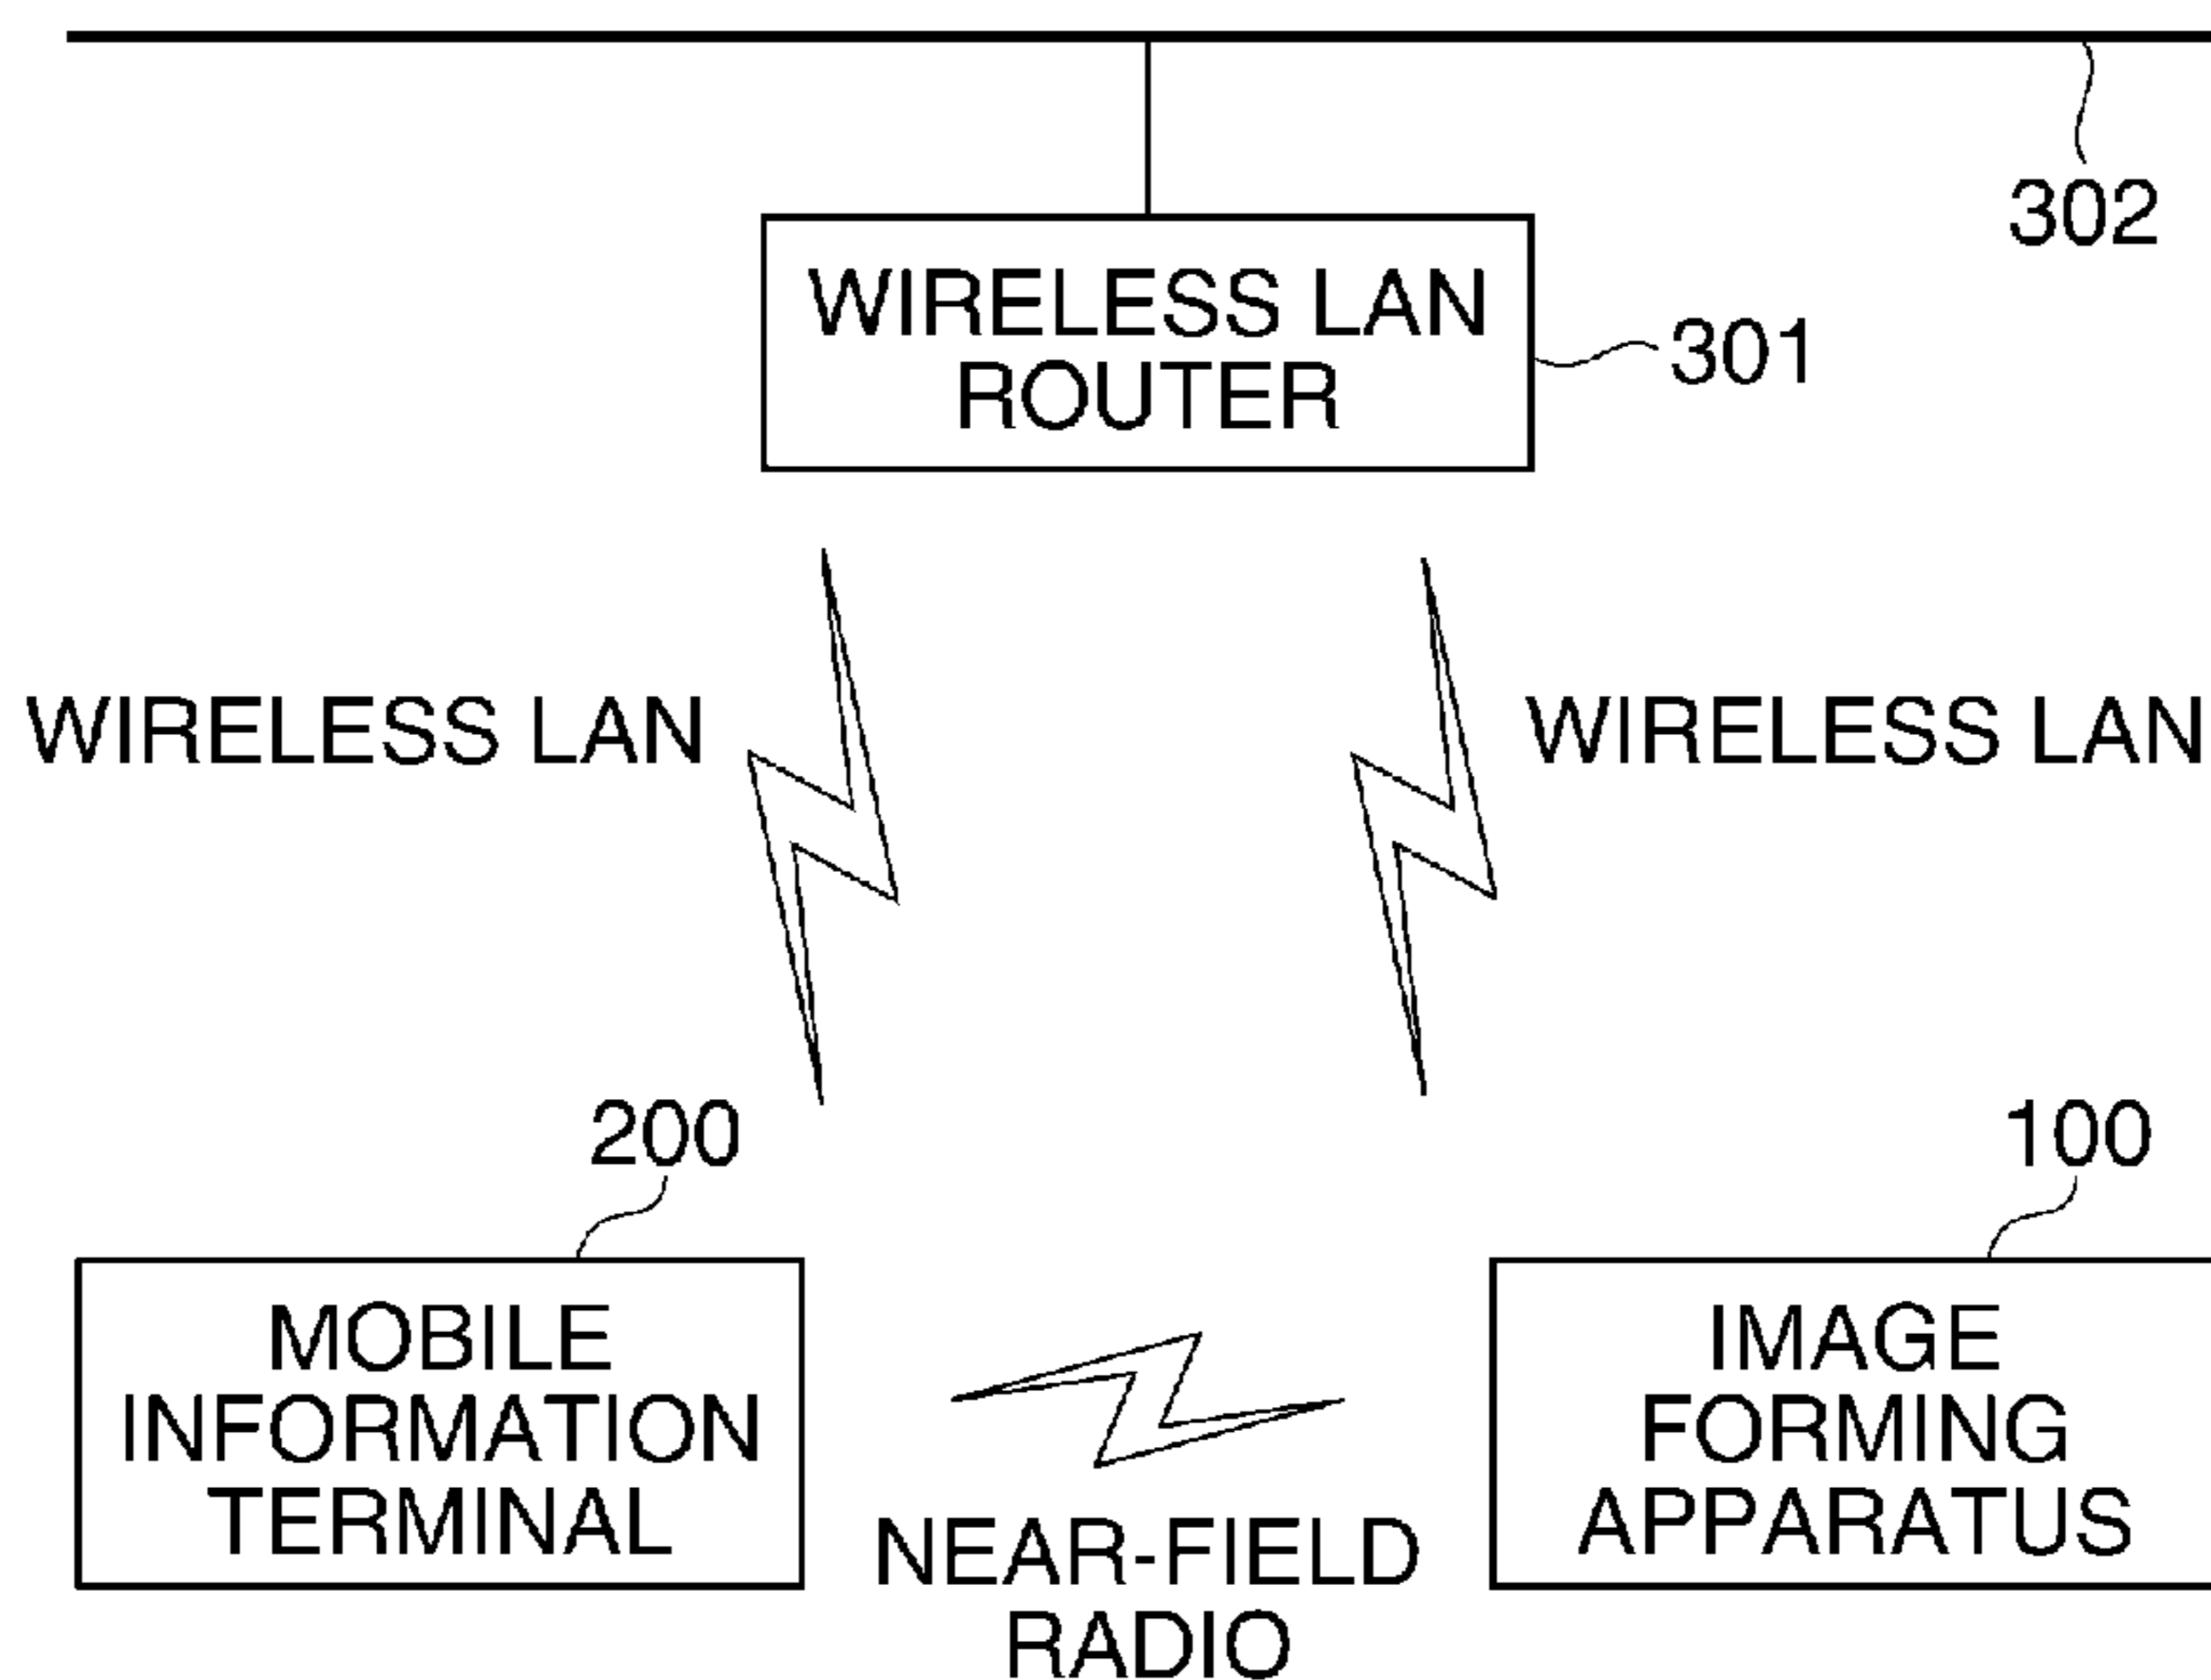 302
WIRELESS LAN
ROUTER
301
WIRELESS LAN
WIRELESS LAN
200
100
MOBILE
INFORMATION
TERMINAL
IMAGE
FORMING
APPARATUS
NEAR-FIELD
RADIO